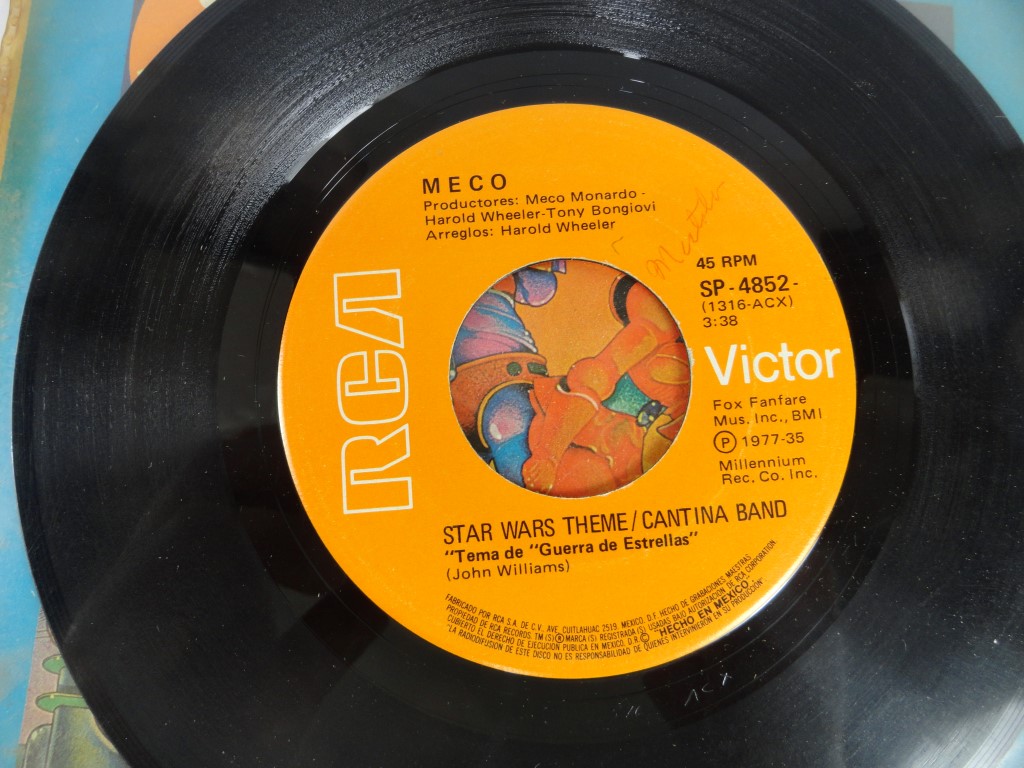 MECO
Productores: Meco Monardo -
Harold Wheeler-Tony Bongiovi
Arreglos: Harold Wheeler
45 RPM
SP-4852-
(1316-ACX)
3:38
RCA
Victor
Fox Fanfare
Mus. Inc., BMI
Ⓟ 1977-35
Millennium
Rec. Co. Inc.
STAR WARS THEME/CANTINA BAND
"Tema de "Guerra de Estrellas"
(John Williams)
FABRICADO POR RCA S.A. DE C.V. AVE. CUITLAHUAC 2519, MEXICO, D.F. HECHO DE GRABACIONES MAESTRAS
PROPIEDAD DE RCA RECORDS. TM (S) ® MARCA (S) REGISTRADA (S) USADAS BAJO AUTORIZACION DE RCA CORPORATION
CUBIERTO EL DERECHO DE EJECUCION PUBLICA EN MEXICO, D.R. © "HECHO EN MEXICO".
"LA RADIODIFUSION DE ESTE DISCO NO ES RESPONSABILIDAD DE QUIENES INTERVINIERON EN SU PRODUCCION"
ACX